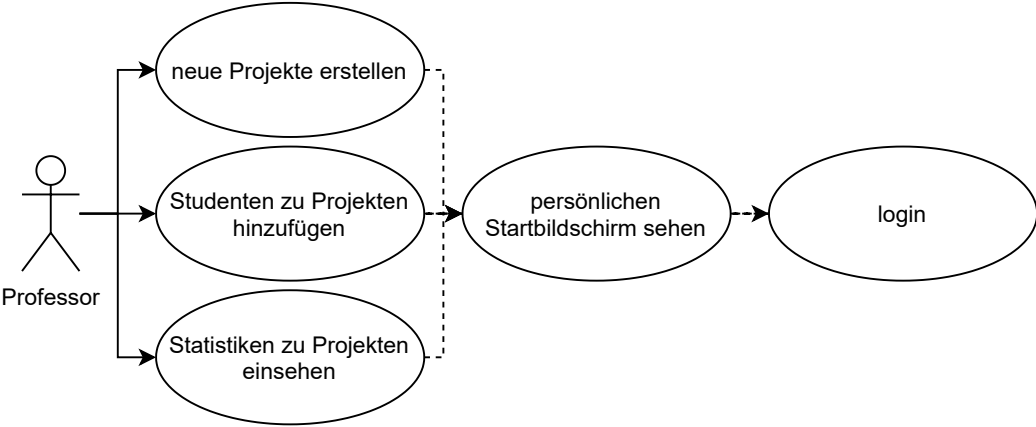 neue Projekte erstellen
Studenten zu Projekten
hinzufügen
persönlichen
Startbildschirm sehen
login
Professor
Statistiken zu Projekten
einsehen